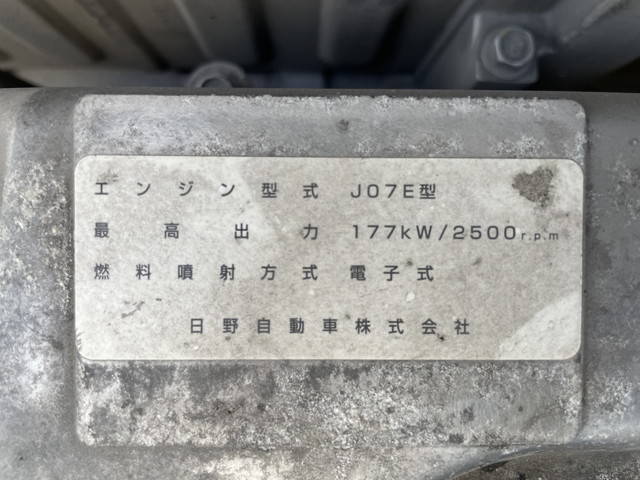 エンジン型式 J07E型
最高出力 177kW/2500r.p.m
燃料噴射方式 電子式
日野自動車株式会社